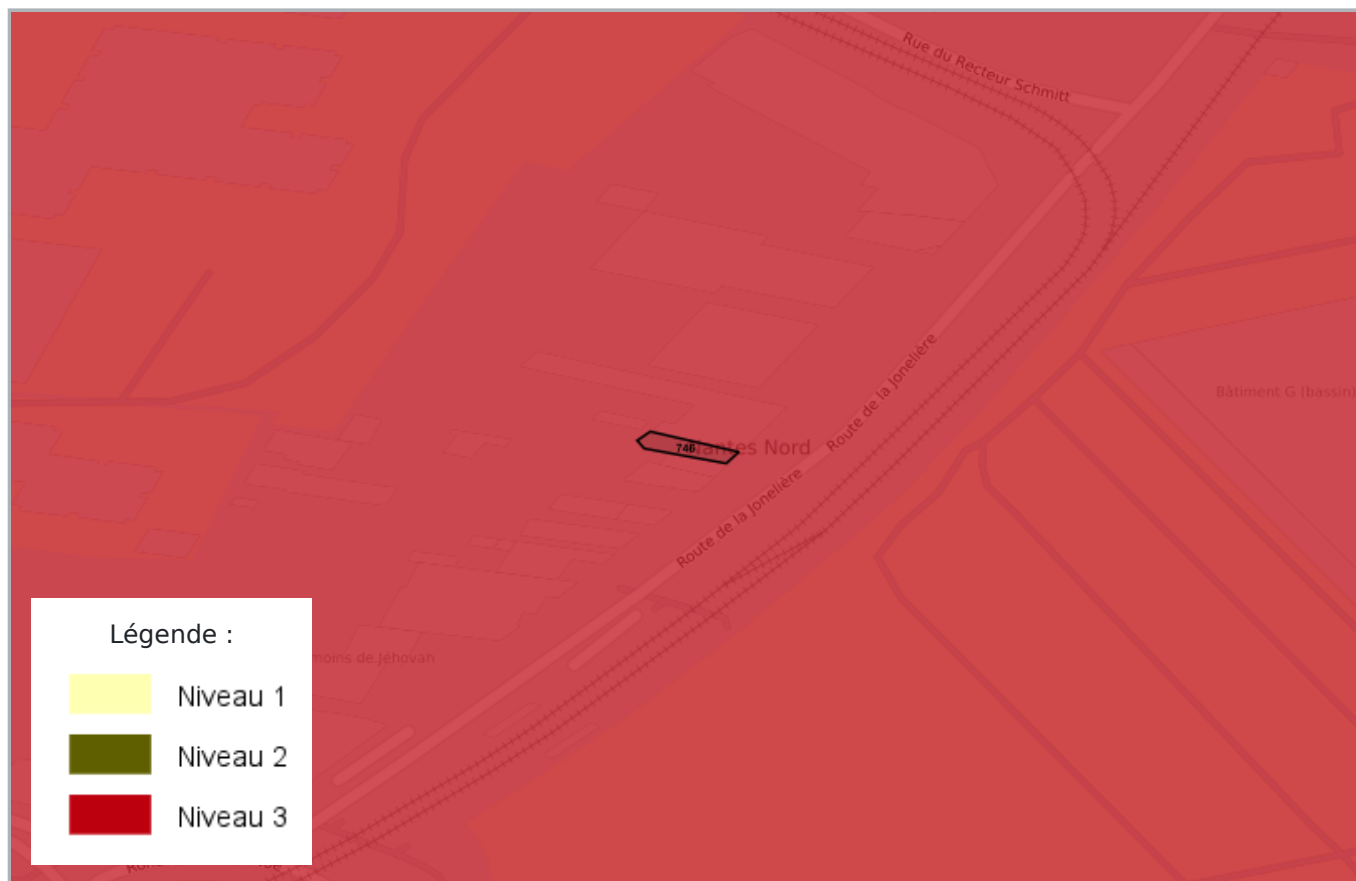 Rue du Recteur Schmitt
Route de la Jonelière
Bâtiment G (bassin)
746
Nantes Nord
Route de la Jonelière
moins de Jéhovah
Légende :
Niveau 1
Niveau 2
Niveau 3